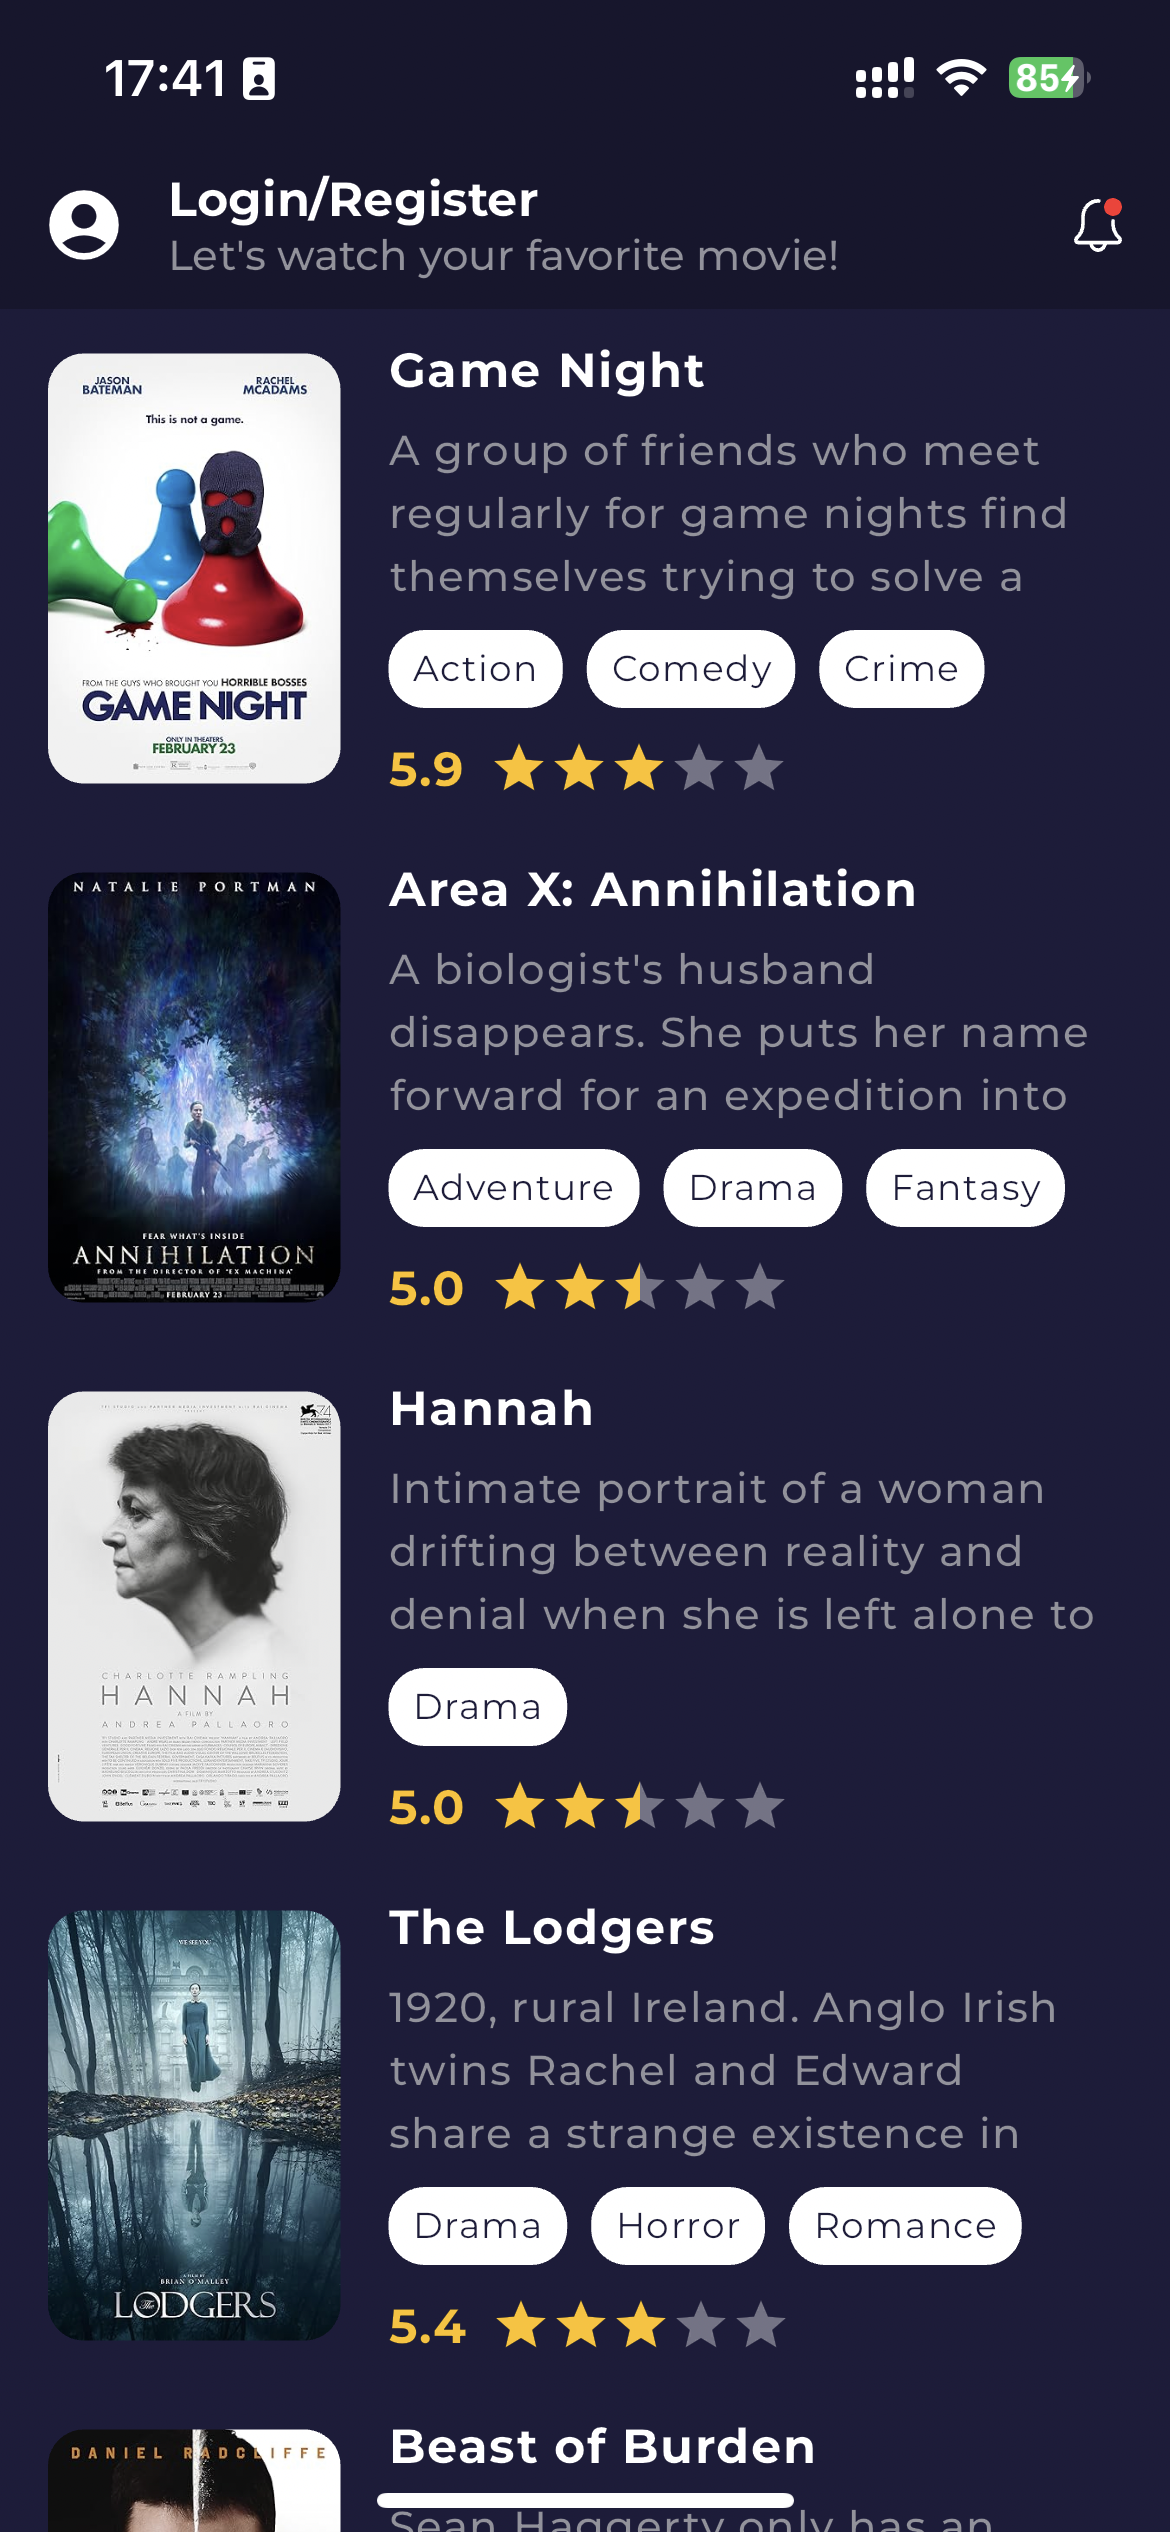 17:41
85
Login/Register
Let's watch your favorite movie!
JASON BATEMAN
RACHEL MCADAMS
This is not a game.
FROM THE GUYS WHO BROUGHT YOU HORRIBLE BOSSES
GAME NIGHT
ONLY IN THEATERS
FEBRUARY 23
Game Night
A group of friends who meet
regularly for game nights find
themselves trying to solve a
Action Comedy Crime
5.9
NATALIE PORTMAN
FEAR WHAT'S INSIDE
ANNIHILATION
FROM THE DIRECTOR OF "EX MACHINA"
FEBRUARY 23
Area X: Annihilation
A biologist's husband
disappears. She puts her name
forward for an expedition into
Adventure Drama Fantasy
5.0
74
CHARLOTTE RAMPLING
HANNAH
A FILM BY
ANDREA PALLAORO
Hannah
Intimate portrait of a woman
drifting between reality and
denial when she is left alone to
Drama
5.0
WE SEE YOU
A FILM BY
BRIAN O'MALLEY
The LODGERS
The Lodgers
1920, rural Ireland. Anglo Irish
twins Rachel and Edward
share a strange existence in
Drama Horror Romance
5.4
DANIEL RADCLIFFE
Beast of Burden
Sean Haggerty only has an